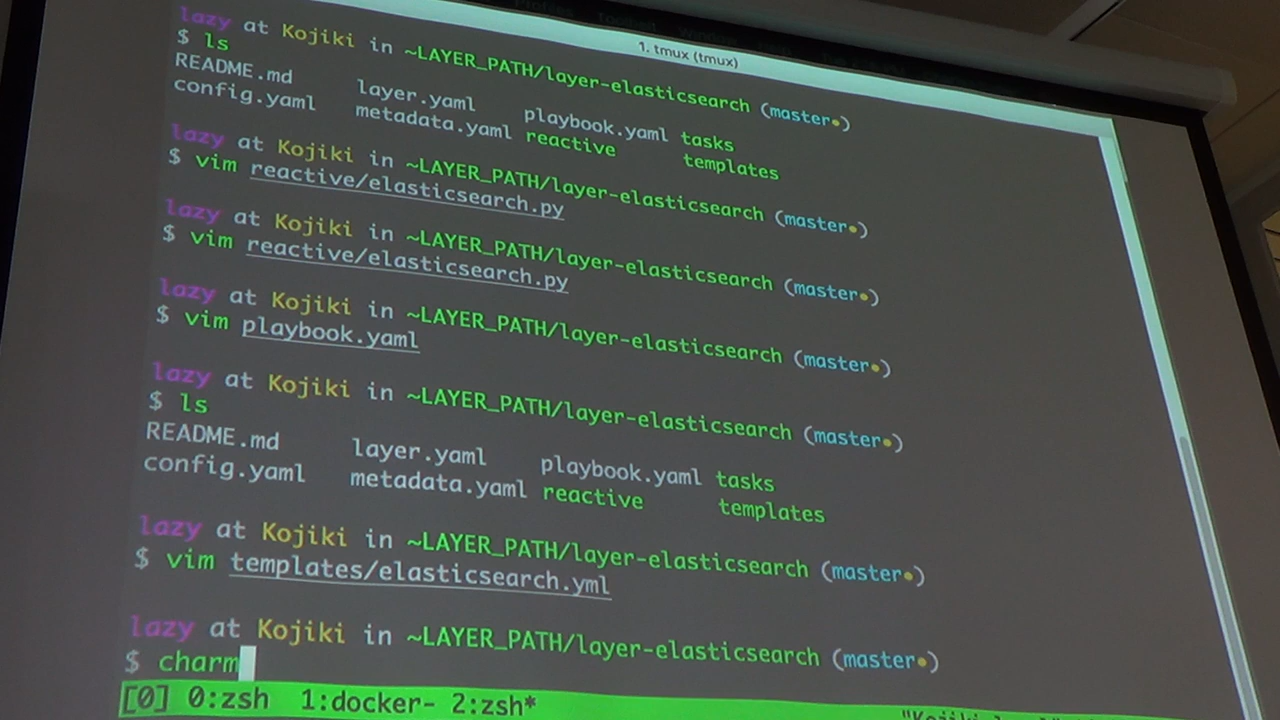 1. tmux (tmux)
lazy at Kojiki in ~LAYER_PATH/layer-elasticsearch (master●)
$ ls
README.md layer.yaml playbook.yaml tasks
config.yaml metadata.yaml reactive templates
lazy at Kojiki in ~LAYER_PATH/layer-elasticsearch (master●)
$ vim reactive/elasticsearch.py
lazy at Kojiki in ~LAYER_PATH/layer-elasticsearch (master●)
$ vim reactive/elasticsearch.py
lazy at Kojiki in ~LAYER_PATH/layer-elasticsearch (master●)
$ vim playbook.yaml
lazy at Kojiki in ~LAYER_PATH/layer-elasticsearch (master●)
$ ls
README.md layer.yaml playbook.yaml tasks
config.yaml metadata.yaml reactive templates
lazy at Kojiki in ~LAYER_PATH/layer-elasticsearch (master●)
$ vim templates/elasticsearch.yml
lazy at Kojiki in ~LAYER_PATH/layer-elasticsearch (master●)
$ charm
[0] 0:zsh 1:docker- 2:zsh*